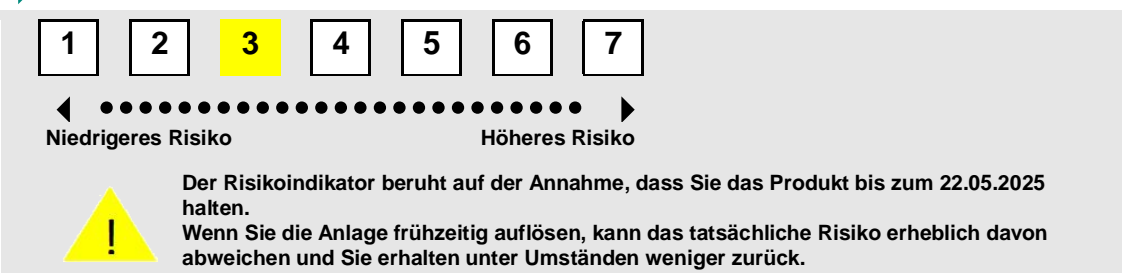 1 2 3 4 5 6 7
Niedrigeres Risiko Höheres Risiko
Der Risikoindikator beruht auf der Annahme, dass Sie das Produkt bis zum 22.05.2025
halten.
Wenn Sie die Anlage frühzeitig auflösen, kann das tatsächliche Risiko erheblich davon
abweichen und Sie erhalten unter Umständen weniger zurück.
!